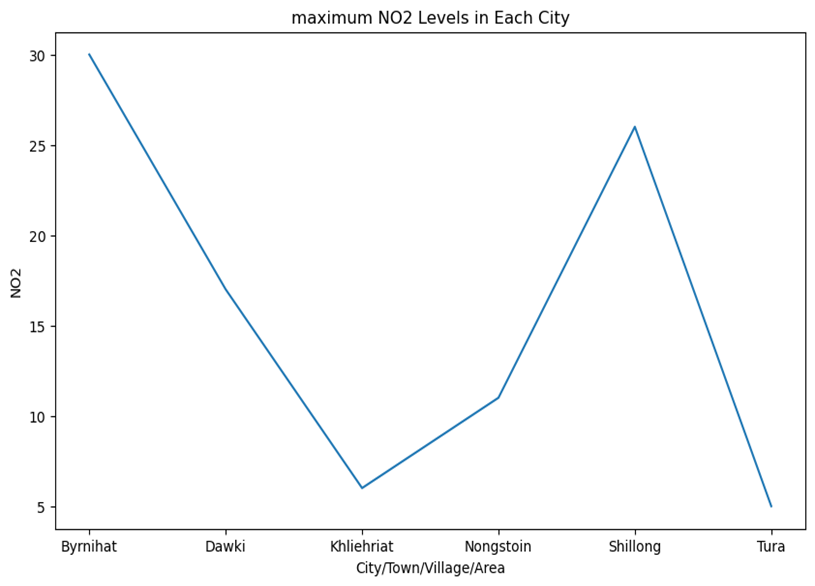 maximum NO2 Levels in Each City
30
25
20
15
10
5
NO2
Byrnihat Dawki Khliehriat Nongstoin Shillong Tura
City/Town/Village/Area